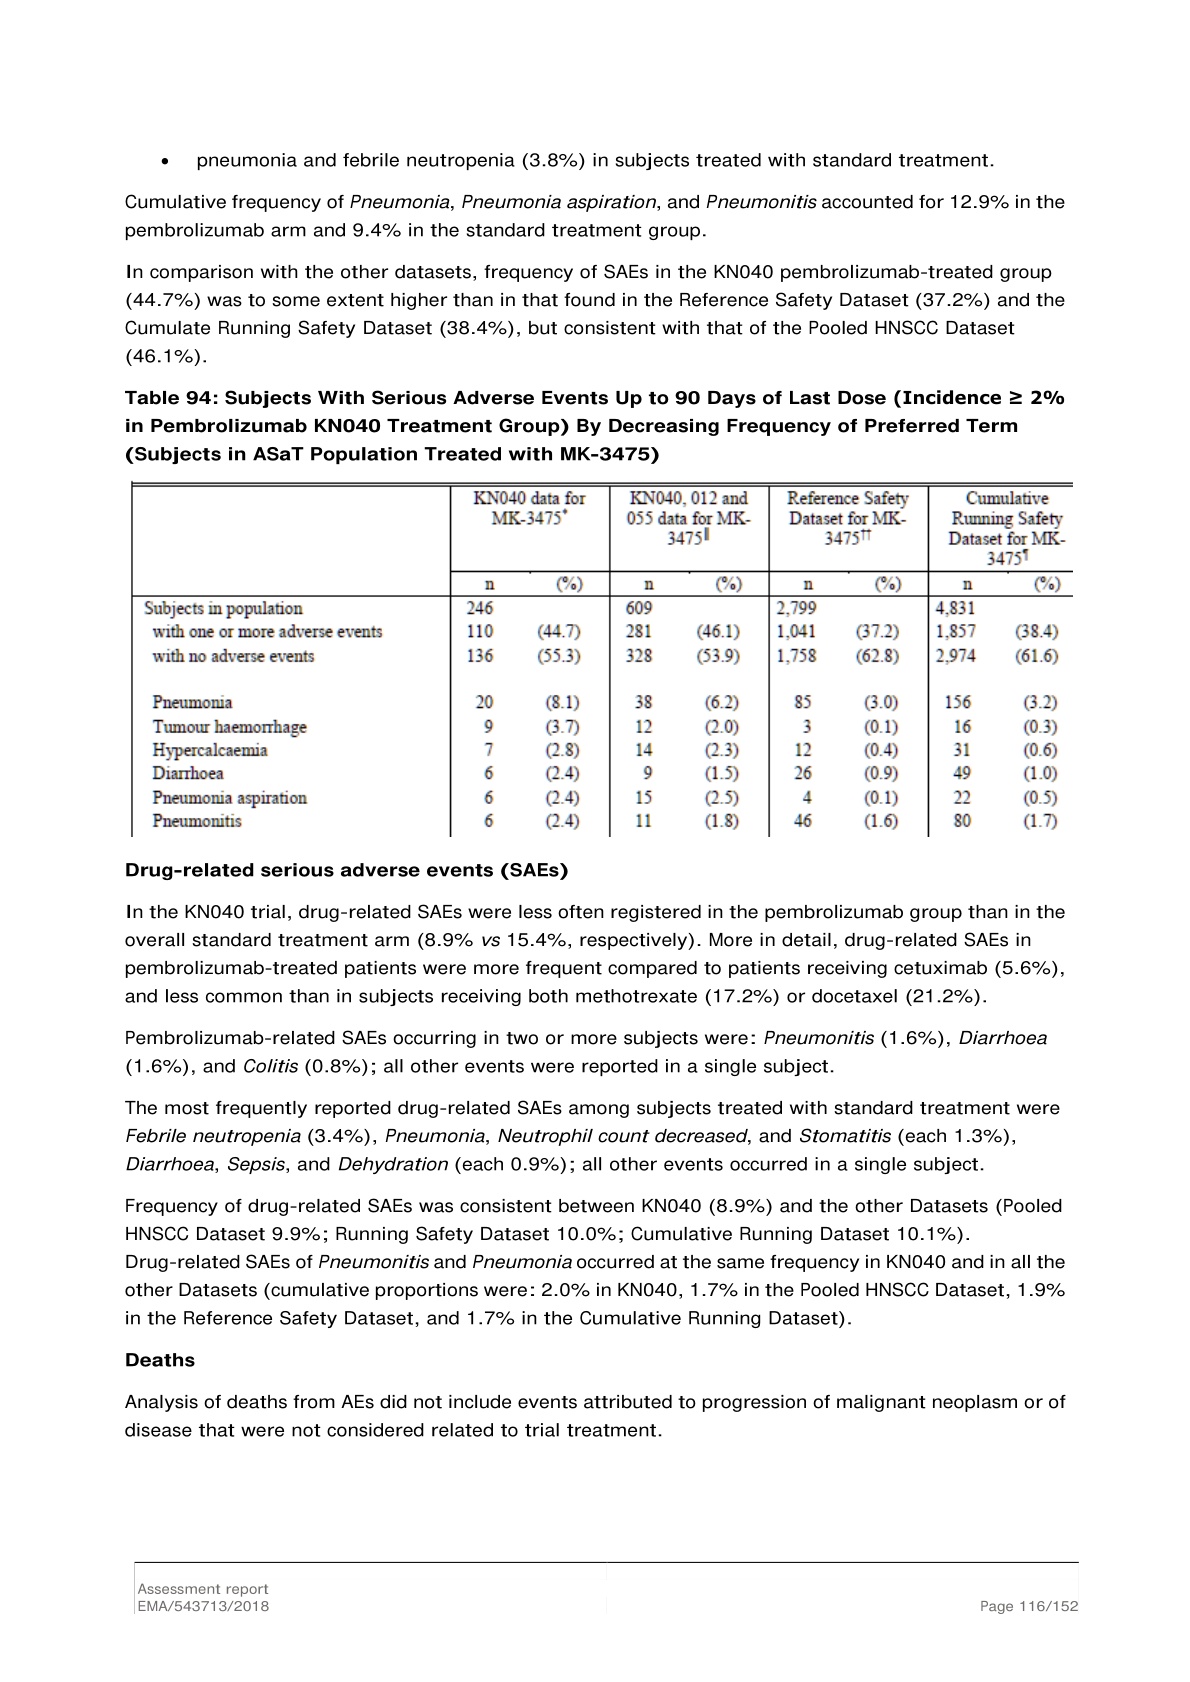 • pneumonia and febrile neutropenia (3.8%) in subjects treated with standard treatment.
Cumulative frequency of Pneumonia, Pneumonia aspiration, and Pneumonitis accounted for 12.9% in the
pembrolizumab arm and 9.4% in the standard treatment group.
In comparison with the other datasets, frequency of SAEs in the KN040 pembrolizumab-treated group
(44.7%) was to some extent higher than in that found in the Reference Safety Dataset (37.2%) and the
Cumulate Running Safety Dataset (38.4%), but consistent with that of the Pooled HNSCC Dataset
(46.1%).
Table 94: Subjects With Serious Adverse Events Up to 90 Days of Last Dose (Incidence ≥ 2%
in Pembrolizumab KN040 Treatment Group) By Decreasing Frequency of Preferred Term
(Subjects in ASaT Population Treated with MK-3475)
KN040 data for KN040, 012 and Reference Safety Cumulative
MK-3475* 055 data for MK- Dataset for MK- Running Safety
3475‖ 3475†† Dataset for MK-
3475¶
n (%) n (%) n (%) n (%)
Subjects in population 246 609 2,799 4,831
with one or more adverse events 110 (44.7) 281 (46.1) 1,041 (37.2) 1,857 (38.4)
with no adverse events 136 (55.3) 328 (53.9) 1,758 (62.8) 2,974 (61.6)
Pneumonia 20 (8.1) 38 (6.2) 85 (3.0) 156 (3.2)
Tumour haemorrhage 9 (3.7) 12 (2.0) 3 (0.1) 16 (0.3)
Hypercalcaemia 7 (2.8) 14 (2.3) 12 (0.4) 31 (0.6)
Diarrhoea 6 (2.4) 9 (1.5) 26 (0.9) 49 (1.0)
Pneumonia aspiration 6 (2.4) 15 (2.5) 4 (0.1) 22 (0.5)
Pneumonitis 6 (2.4) 11 (1.8) 46 (1.6) 80 (1.7)
Drug-related serious adverse events (SAEs)
In the KN040 trial, drug-related SAEs were less often registered in the pembrolizumab group than in the
overall standard treatment arm (8.9% vs 15.4%, respectively). More in detail, drug-related SAEs in
pembrolizumab-treated patients were more frequent compared to patients receiving cetuximab (5.6%),
and less common than in subjects receiving both methotrexate (17.2%) or docetaxel (21.2%).
Pembrolizumab-related SAEs occurring in two or more subjects were: Pneumonitis (1.6%), Diarrhoea
(1.6%), and Colitis (0.8%); all other events were reported in a single subject.
The most frequently reported drug-related SAEs among subjects treated with standard treatment were
Febrile neutropenia (3.4%), Pneumonia, Neutrophil count decreased, and Stomatitis (each 1.3%),
Diarrhoea, Sepsis, and Dehydration (each 0.9%); all other events occurred in a single subject.
Frequency of drug-related SAEs was consistent between KN040 (8.9%) and the other Datasets (Pooled
HNSCC Dataset 9.9%; Running Safety Dataset 10.0%; Cumulative Running Dataset 10.1%).
Drug-related SAEs of Pneumonitis and Pneumonia occurred at the same frequency in KN040 and in all the
other Datasets (cumulative proportions were: 2.0% in KN040, 1.7% in the Pooled HNSCC Dataset, 1.9%
in the Reference Safety Dataset, and 1.7% in the Cumulative Running Dataset).
Deaths
Analysis of deaths from AEs did not include events attributed to progression of malignant neoplasm or of
disease that were not considered related to trial treatment.
Assessment report
EMA/543713/2018 Page 116/152